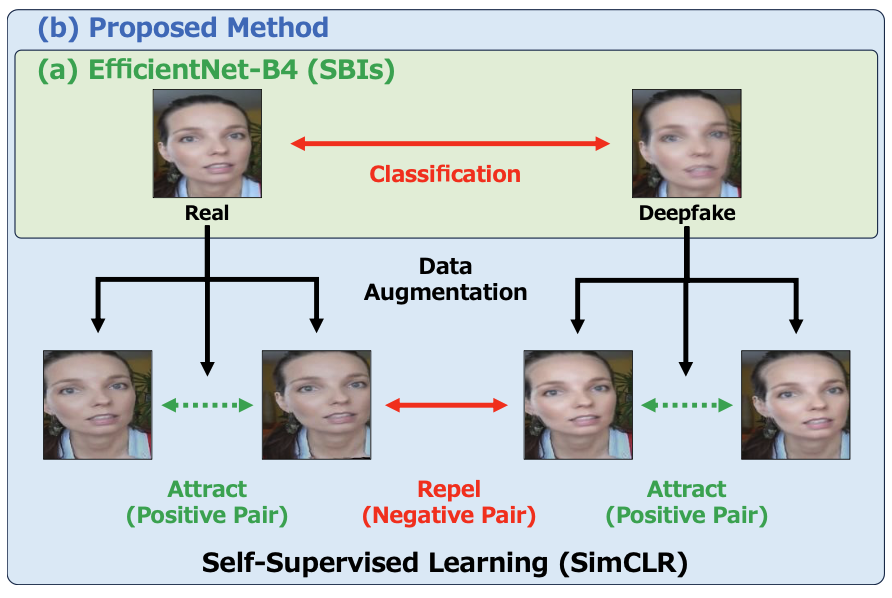 (b) Proposed Method
(a) EfficientNet-B4 (SBIs)
Classification
Real
Deepfake
Data
Augmentation
Attract
(Positive Pair)
Repel
(Negative Pair)
Attract
(Positive Pair)
Self-Supervised Learning (SimCLR)